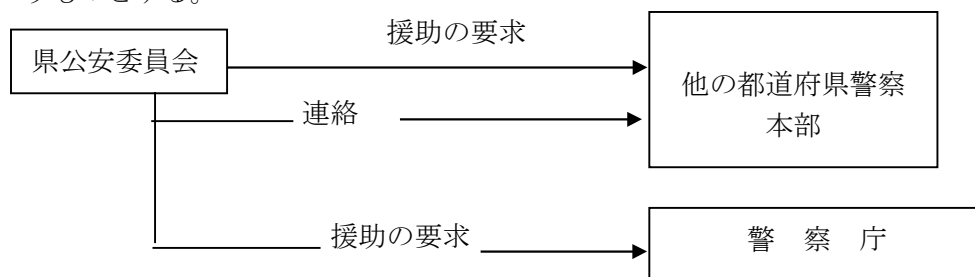 するものとする。
援助の要求
県公安委員会
他の都道府県警察
本部
連絡
援助の要求
警　察　庁